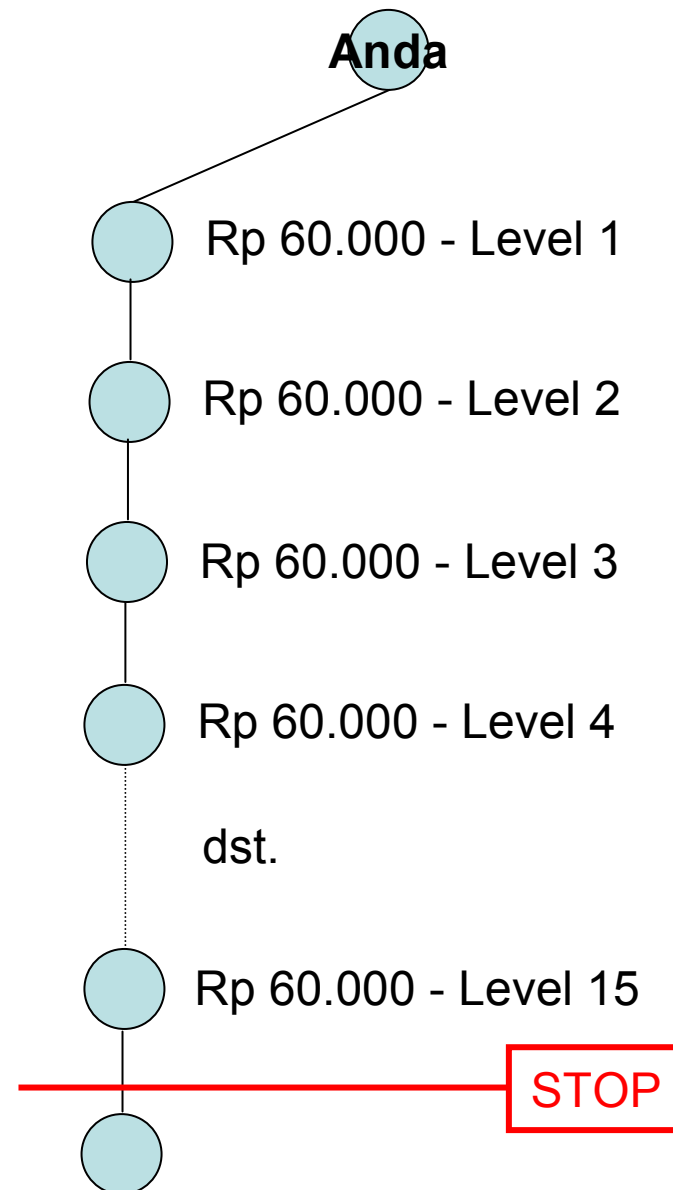 Anda
Rp 60.000 - Level 1
Rp 60.000 - Level 2
Rp 60.000 - Level 3
Rp 60.000 - Level 4
dst.
Rp 60.000 - Level 15
STOP